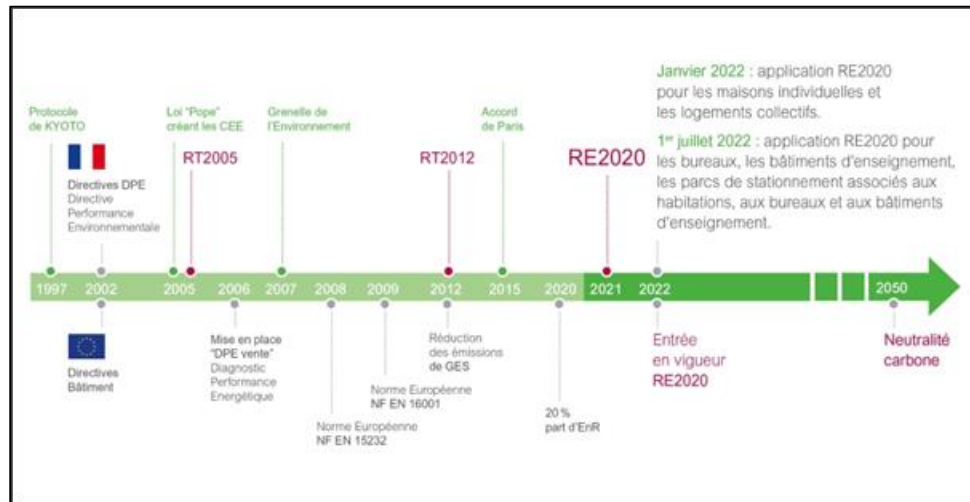 Janvier 2022 : application RE2020
pour les maisons individuelles et
les logements collectifs.
1er juillet 2022 : application RE2020 pour
les bureaux, les bâtiments d'enseignement,
les parcs de stationnement associés aux
habitations, aux bureaux et aux bâtiments
d'enseignement.
Protocole
de KYOTO
Loi "Pope"
créant les CEE
Grenelle de
l'Environnement
Accord
de Paris
RT2005
RT2012
RE2020
Directives DPE
Directive
Performance
Environnementale
1997 2002 2005 2006 2007 2008 2009 2012 2015 2020 2021 2022 2050
Directives
Bâtiment
Mise en place
"DPE vente"
Diagnostic
Performance
Energétique
Norme Européenne
NF EN 15232
Norme Européenne
NF EN 16001
Réduction
des émissions
de GES
20 %
part d'EnR
Entrée
en vigueur
RE2020
Neutralité
carbone